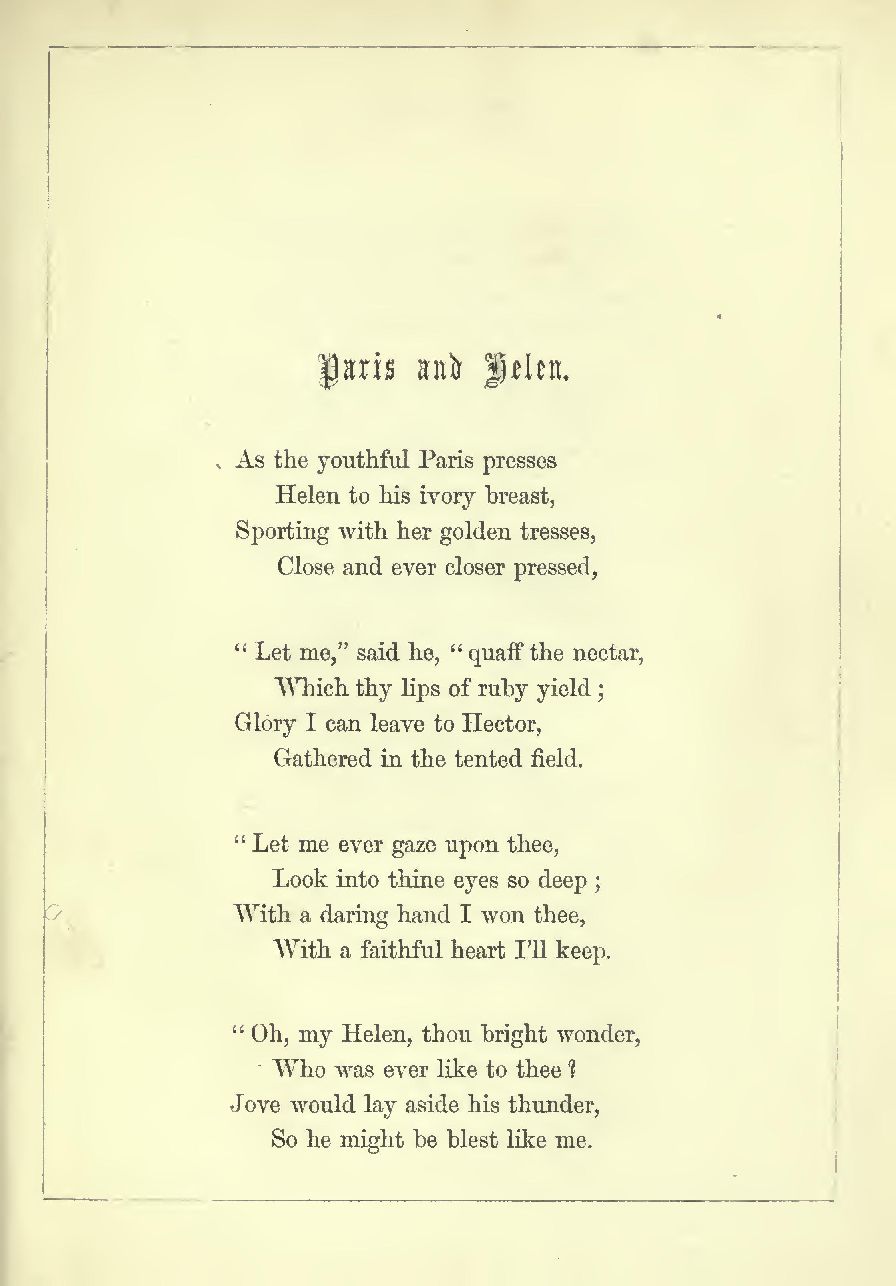 Paris and Helen.
As the youthful Paris presses
Helen to his ivory breast,
Sporting with her golden tresses,
Close and ever closer pressed,
“ Let me,” said he, “ quaff the nectar,
Which thy lips of ruby yield ;
Glory I can leave to Hector,
Gathered in the tented field.
“ Let me ever gaze upon thee,
Look into thine eyes so deep ;
With a daring hand I won thee,
With a faithful heart I’ll keep.
“ Oh, my Helen, thou bright wonder,
Who was ever like to thee ?
Jove would lay aside his thunder,
So he might be blest like me.